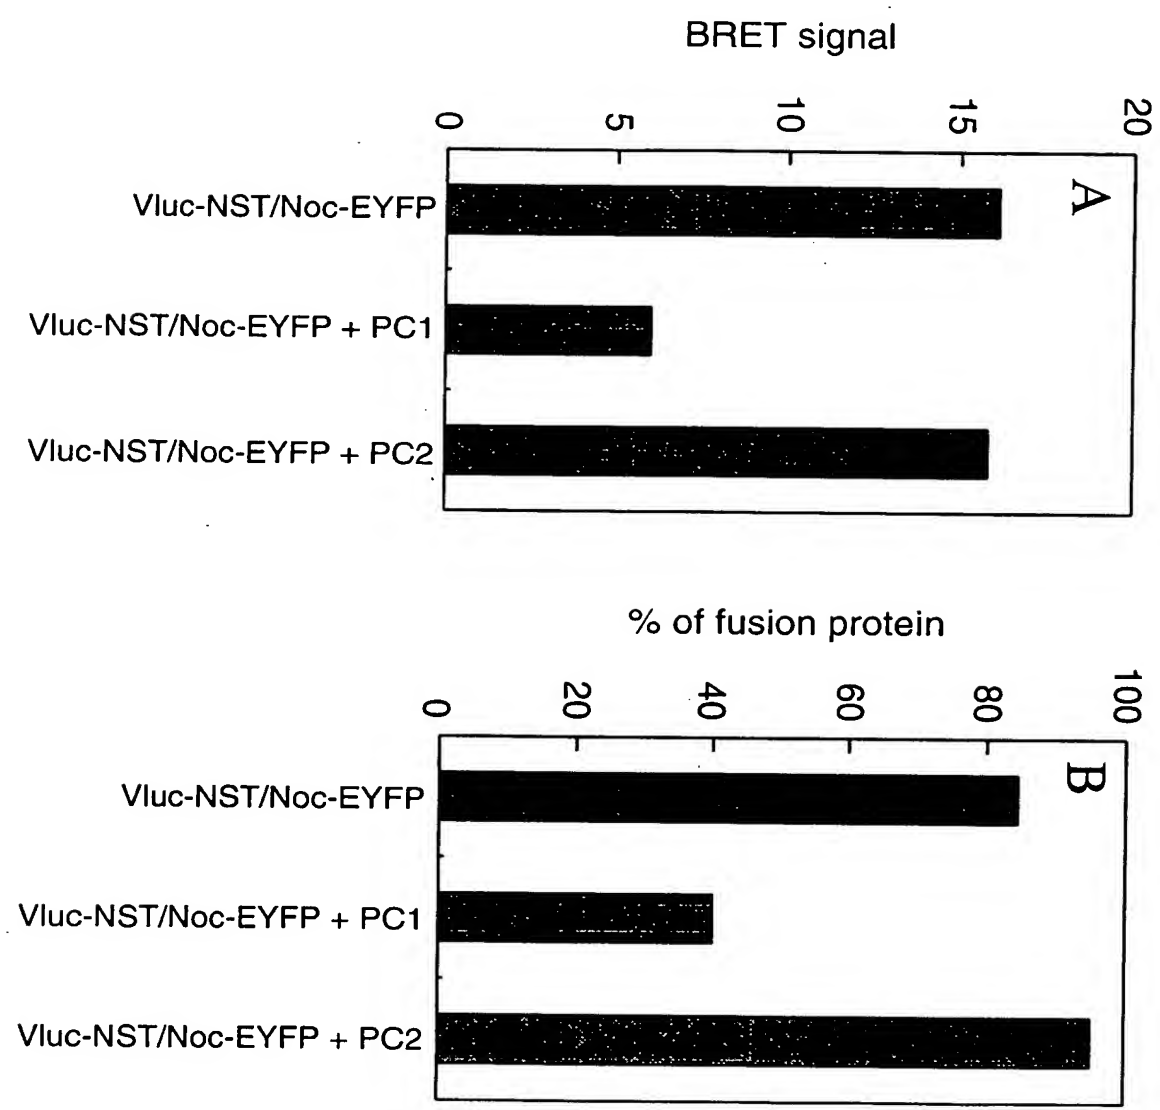 BRET signal
0
5
10
15
20
A
Vluc-NST/Noc-EYFP
Vluc-NST/Noc-EYFP + PC1
Vluc-NST/Noc-EYFP + PC2
% of fusion protein
0
20
40
60
80
100
B
Vluc-NST/Noc-EYFP
Vluc-NST/Noc-EYFP + PC1
Vluc-NST/Noc-EYFP + PC2